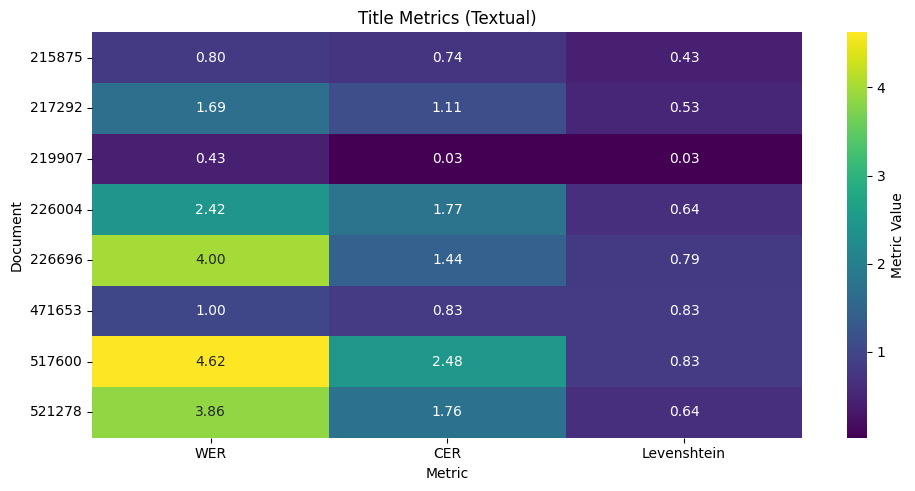 Title Metrics (Textual)
Document
215875 0.80 0.74 0.43
217292 1.69 1.11 0.53
219907 0.43 0.03 0.03
226004 2.42 1.77 0.64
226696 4.00 1.44 0.79
471653 1.00 0.83 0.83
517600 4.62 2.48 0.83
521278 3.86 1.76 0.64
WER CER Levenshtein
Metric
4
3
2
1
Metric Value